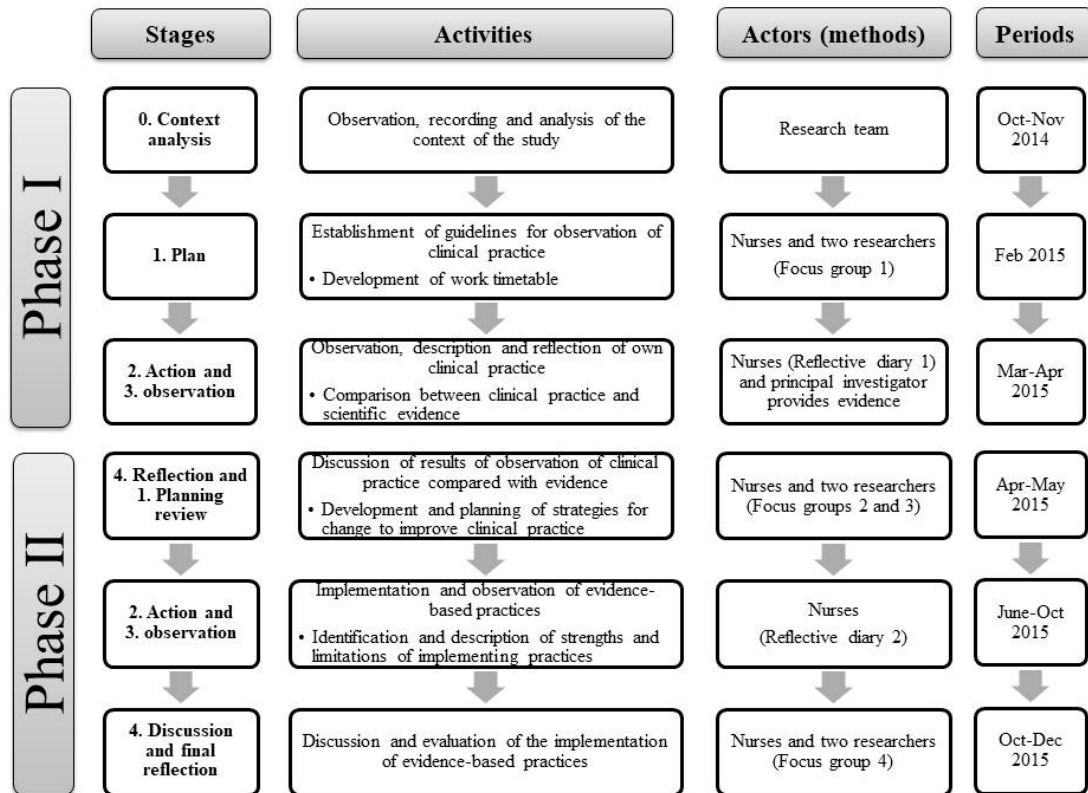 Stages
Activities
Actors (methods)
Periods
Phase I
0. Context
analysis
Observation, recording and analysis of the
context of the study
Research team
Oct-Nov
2014
1. Plan
Establishment of guidelines for observation of
clinical practice
• Development of work timetable
Nurses and two researchers
(Focus group 1)
Feb 2015
2. Action and
3. observation
Observation, description and reflection of own
clinical practice
• Comparison between clinical practice and
scientific evidence
Nurses (Reflective diary 1)
and principal investigator
provides evidence
Mar-Apr
2015
Phase II
4. Reflection and
1. Planning
review
Discussion of results of observation of clinical
practice compared with evidence
• Development and planning of strategies for
change to improve clinical practice
Nurses and two researchers
(Focus groups 2 and 3)
Apr-May
2015
2. Action and
3. observation
Implementation and observation of evidence-
based practices
• Identification and description of strengths and
limitations of implementing practices
Nurses
(Reflective diary 2)
June-Oct
2015
4. Discussion
and final
reflection
Discussion and evaluation of the implementation
of evidence-based practices
Nurses and two researchers
(Focus group 4)
Oct-Dec
2015